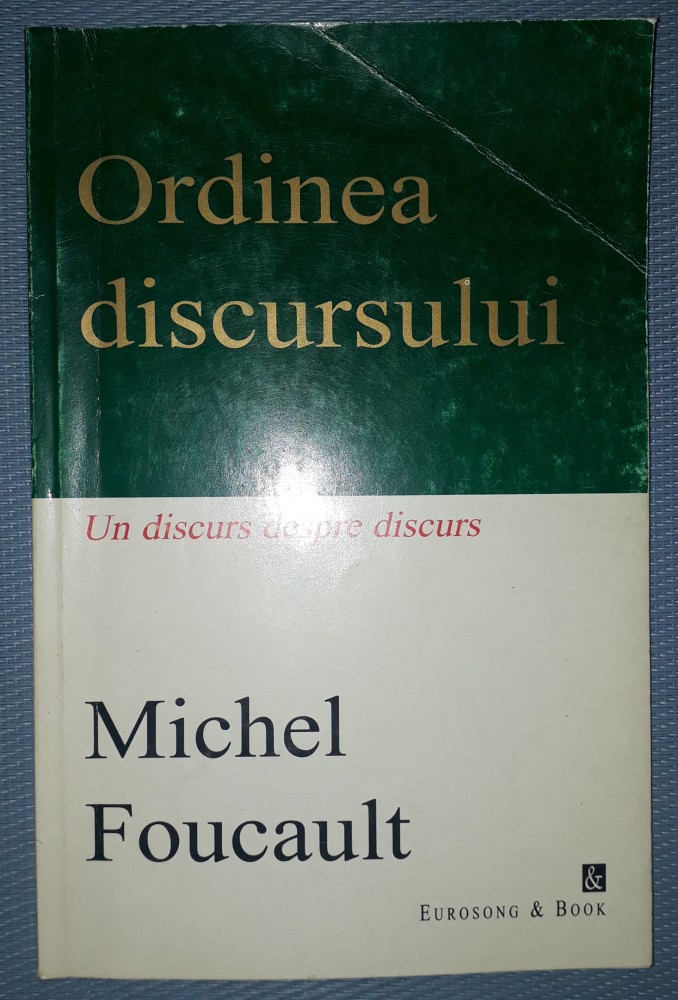 Ordinea
discursului
Un discurs despre discurs
Michel
Foucault
&
EUROSONG & BOOK